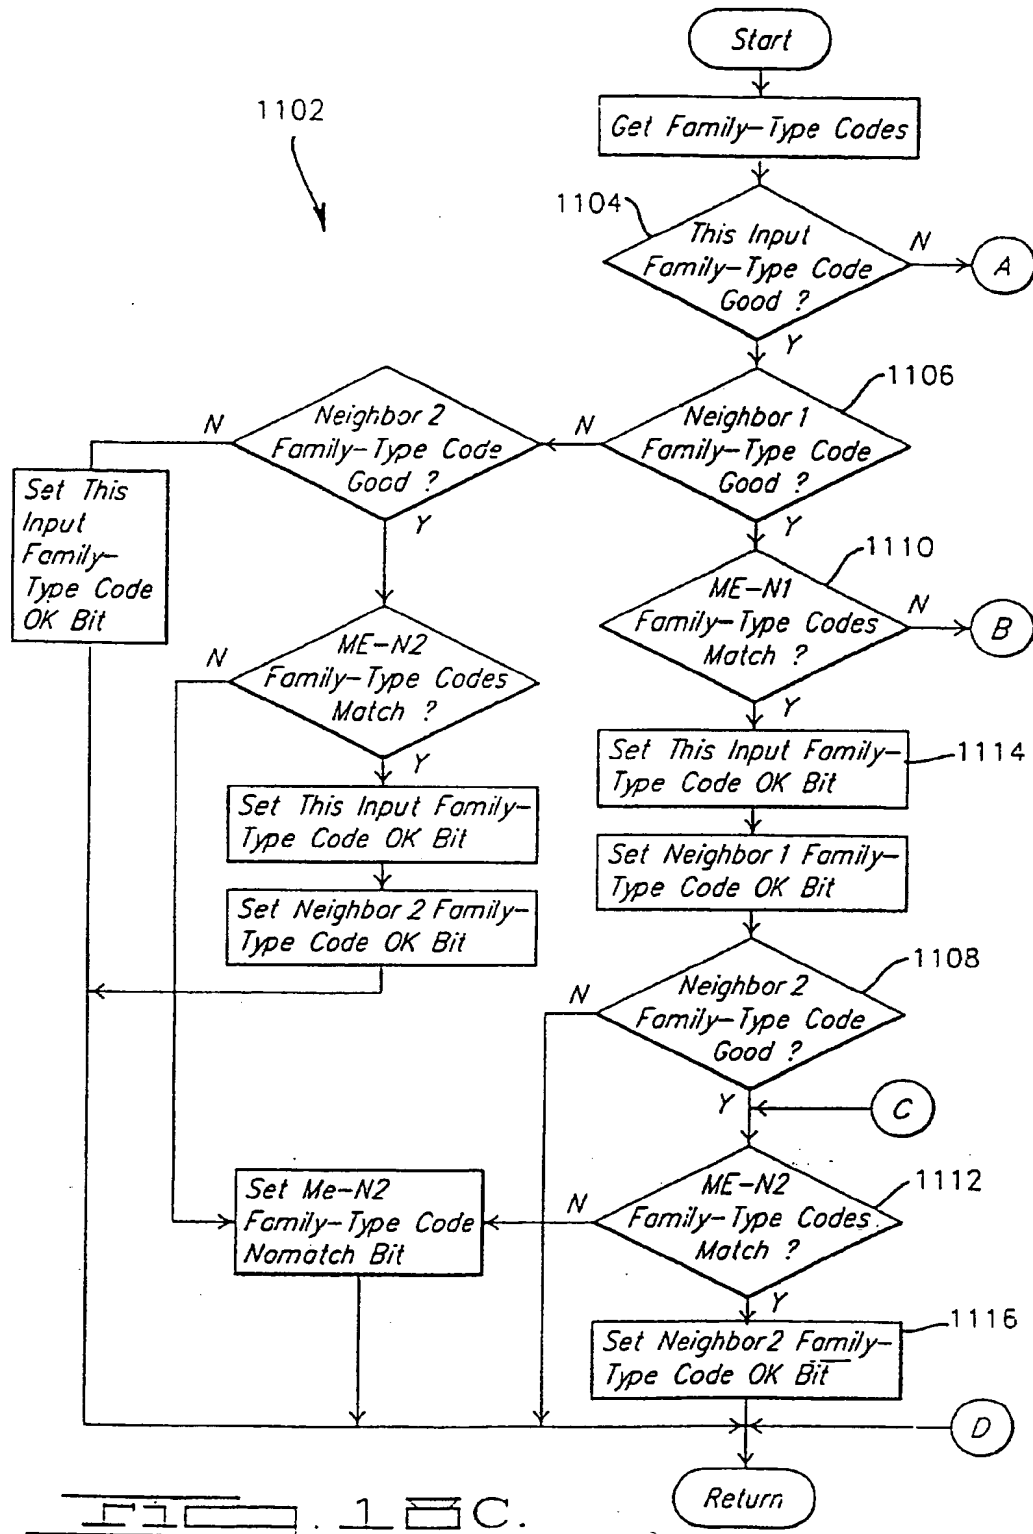 Start
1102
Get Family-Type Codes
1104
This Input
Family-Type Code
Good ?
N
A
Y
1106
Neighbor 2
Family-Type Code
Good ?
N
Y
N
Neighbor 1
Family-Type Code
Good ?
Y
Set This
Input
Family-
Type Code
OK Bit
1110
ME-N1
Family-Type Codes
Match ?
N
B
Y
ME-N2
Family-Type Codes
Match ?
N
Y
Set This Input Family-
Type Code OK Bit
1114
Set This Input Family-
Type Code OK Bit
Set Neighbor 1 Family-
Type Code OK Bit
Set Neighbor 2 Family-
Type Code OK Bit
1108
Neighbor 2
Family-Type Code
Good ?
N
Y
C
1112
ME-N2
Family-Type Codes
Match ?
N
Y
Set Me-N2
Family-Type Code
Nomatch Bit
1116
Set Neighbor 2 Family-
Type Code OK Bit
D
Return